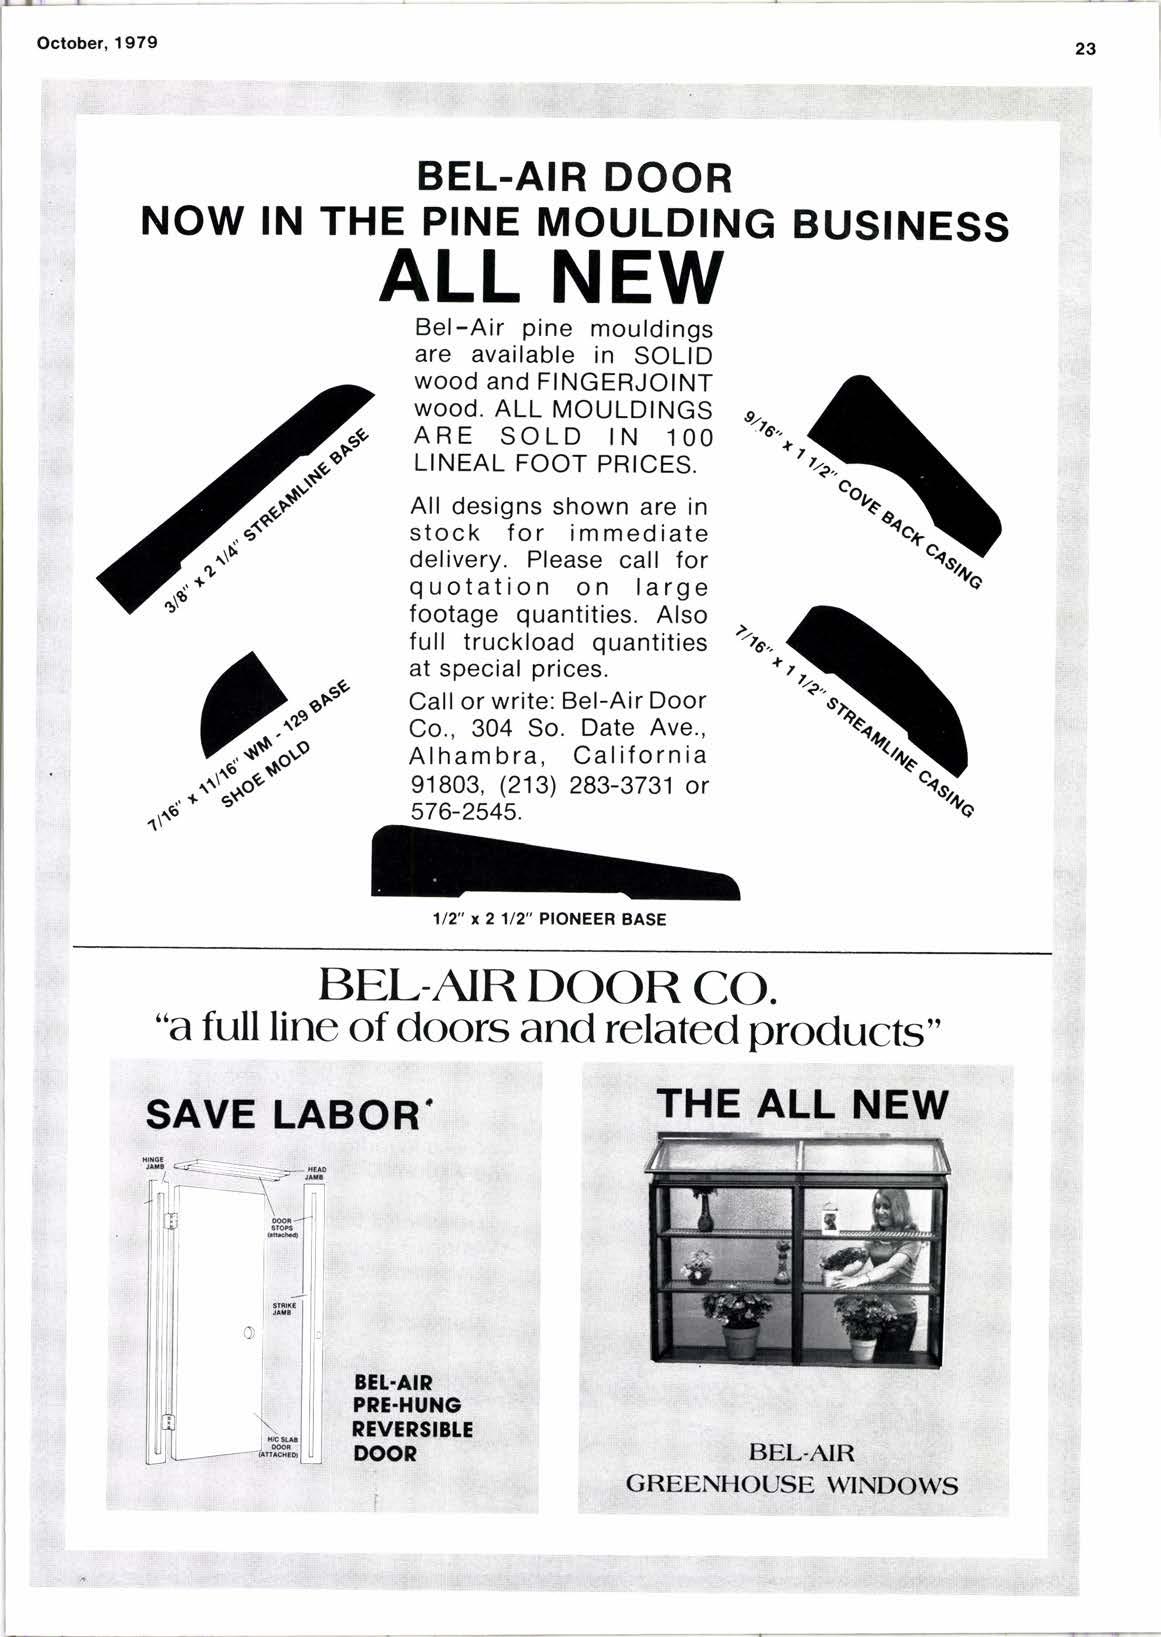 October, 1979
23
BEL-AIR DOOR
NOW IN THE PINE MOULDING BUSINESS
ALL NEW
Bel-Air pine mouldings
are available in SOLID
wood and FINGERJOINT
wood. ALL MOULDINGS
ARE SOLD IN 100
LINEAL FOOT PRICES.
All designs shown are in
stock for immediate
delivery. Please call for
quotation on large
footage quantities. Also
full truckload quantities
at special prices.
Call or write: Bel-Air Door
Co., 304 So. Date Ave.,
Alhambra, California
91803, (213) 283-3731 or
576-2545.
3/8" x 2 1/4" STREAMLINE BASE
9/16" x 1 1/2" COVE BACK CASING
7/16" x 11/16" WM - 129 BASE
SHOE MOLD
7/16" x 1 1/2" STREAMLINE CASING
1/2" x 2 1/2" PIONEER BASE
BEL-AIR DOOR CO.
"a full line of doors and related products"
SAVE LABOR
HINGE
JAMB
HEAD
JAMB
DOOR
STOPS
(attached)
STRIKE
JAMB
H/C SLAB
DOOR
(ATTACHED)
BEL-AIR
PRE-HUNG
REVERSIBLE
DOOR
THE ALL NEW
BEL-AIR
GREENHOUSE WINDOWS